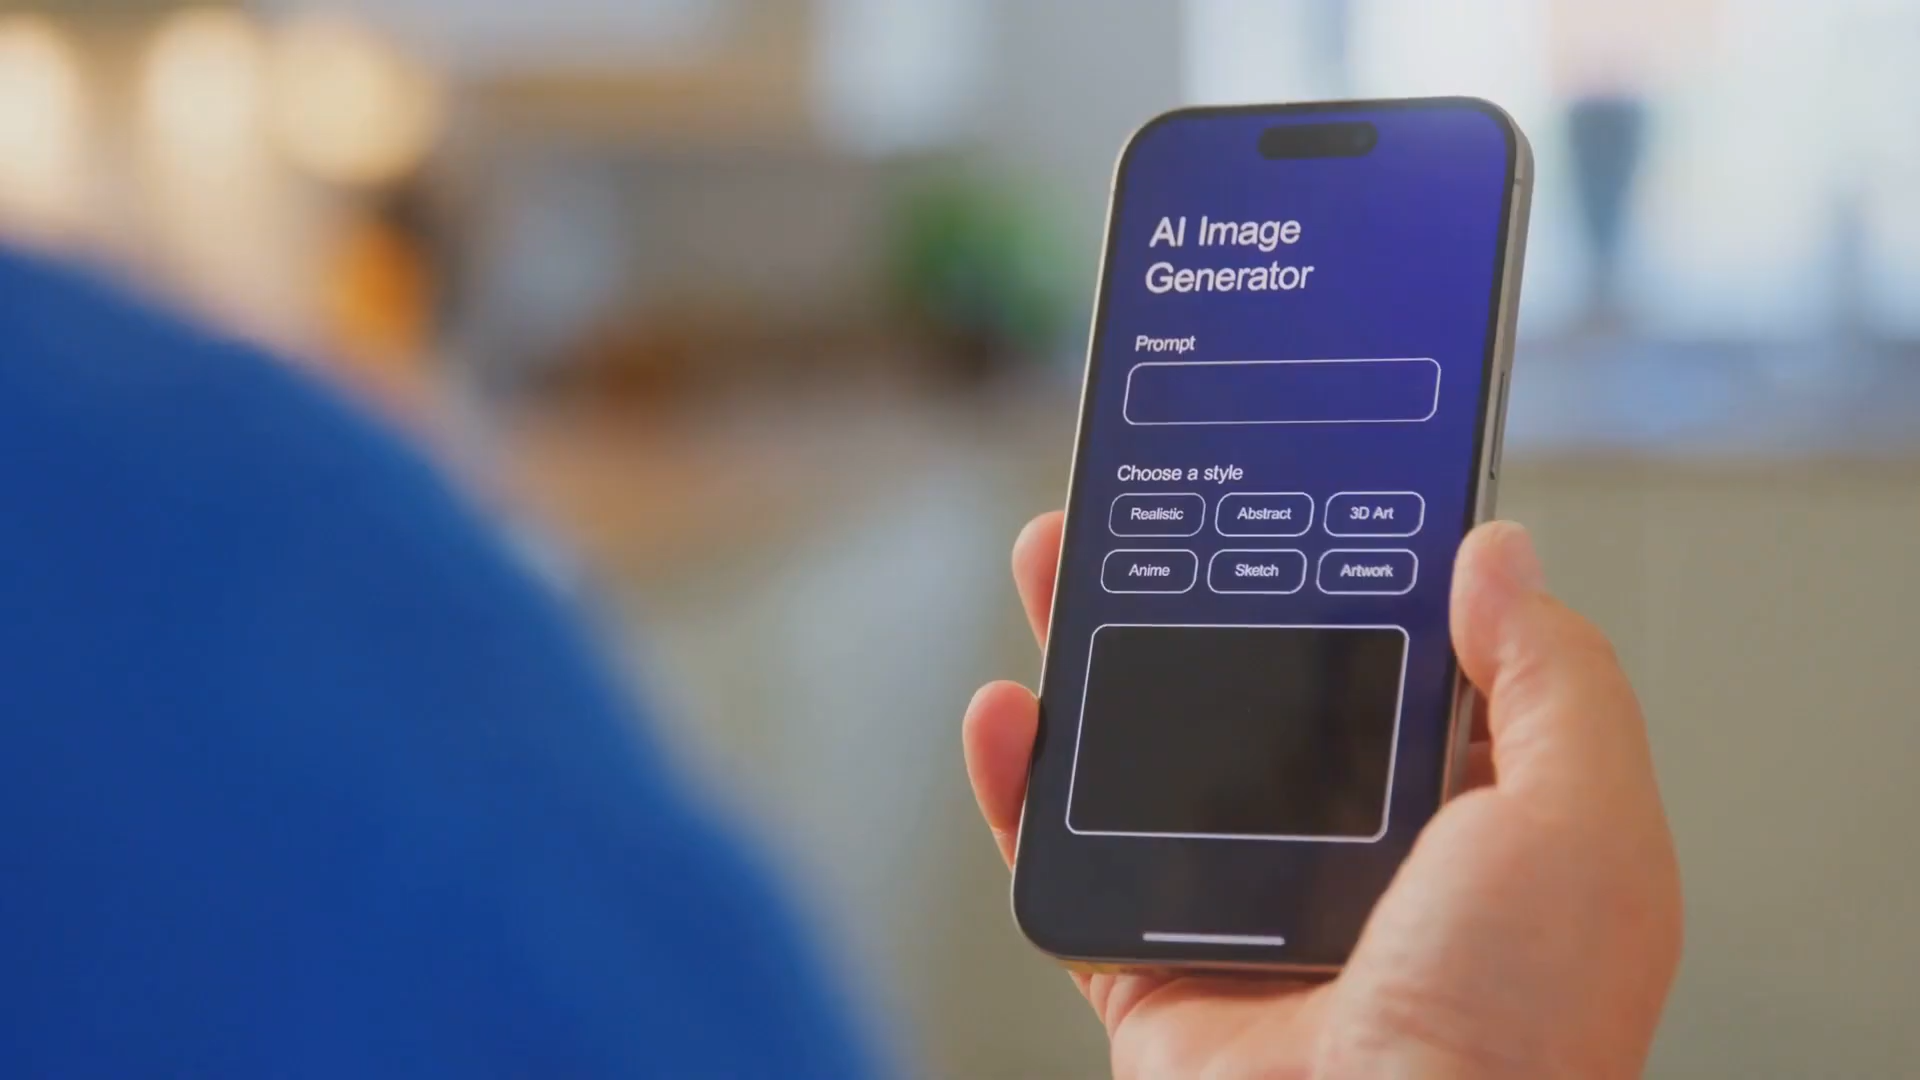 AI Image
Generator
Prompt
Choose a style
Realistic
Abstract
3D Art
Anime
Sketch
Artwork